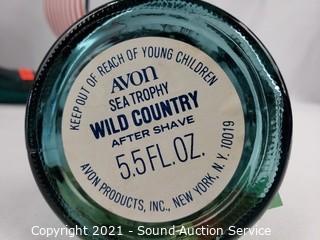 KEEP OUT OF REACH OF YOUNG CHILDREN
AVON
SEA TROPHY
WILD COUNTRY
AFTER SHAVE
5.5 FL. OZ.
AVON PRODUCTS, INC., NEW YORK, N.Y. 10019
Copyright 2021 - Sound Auction Service